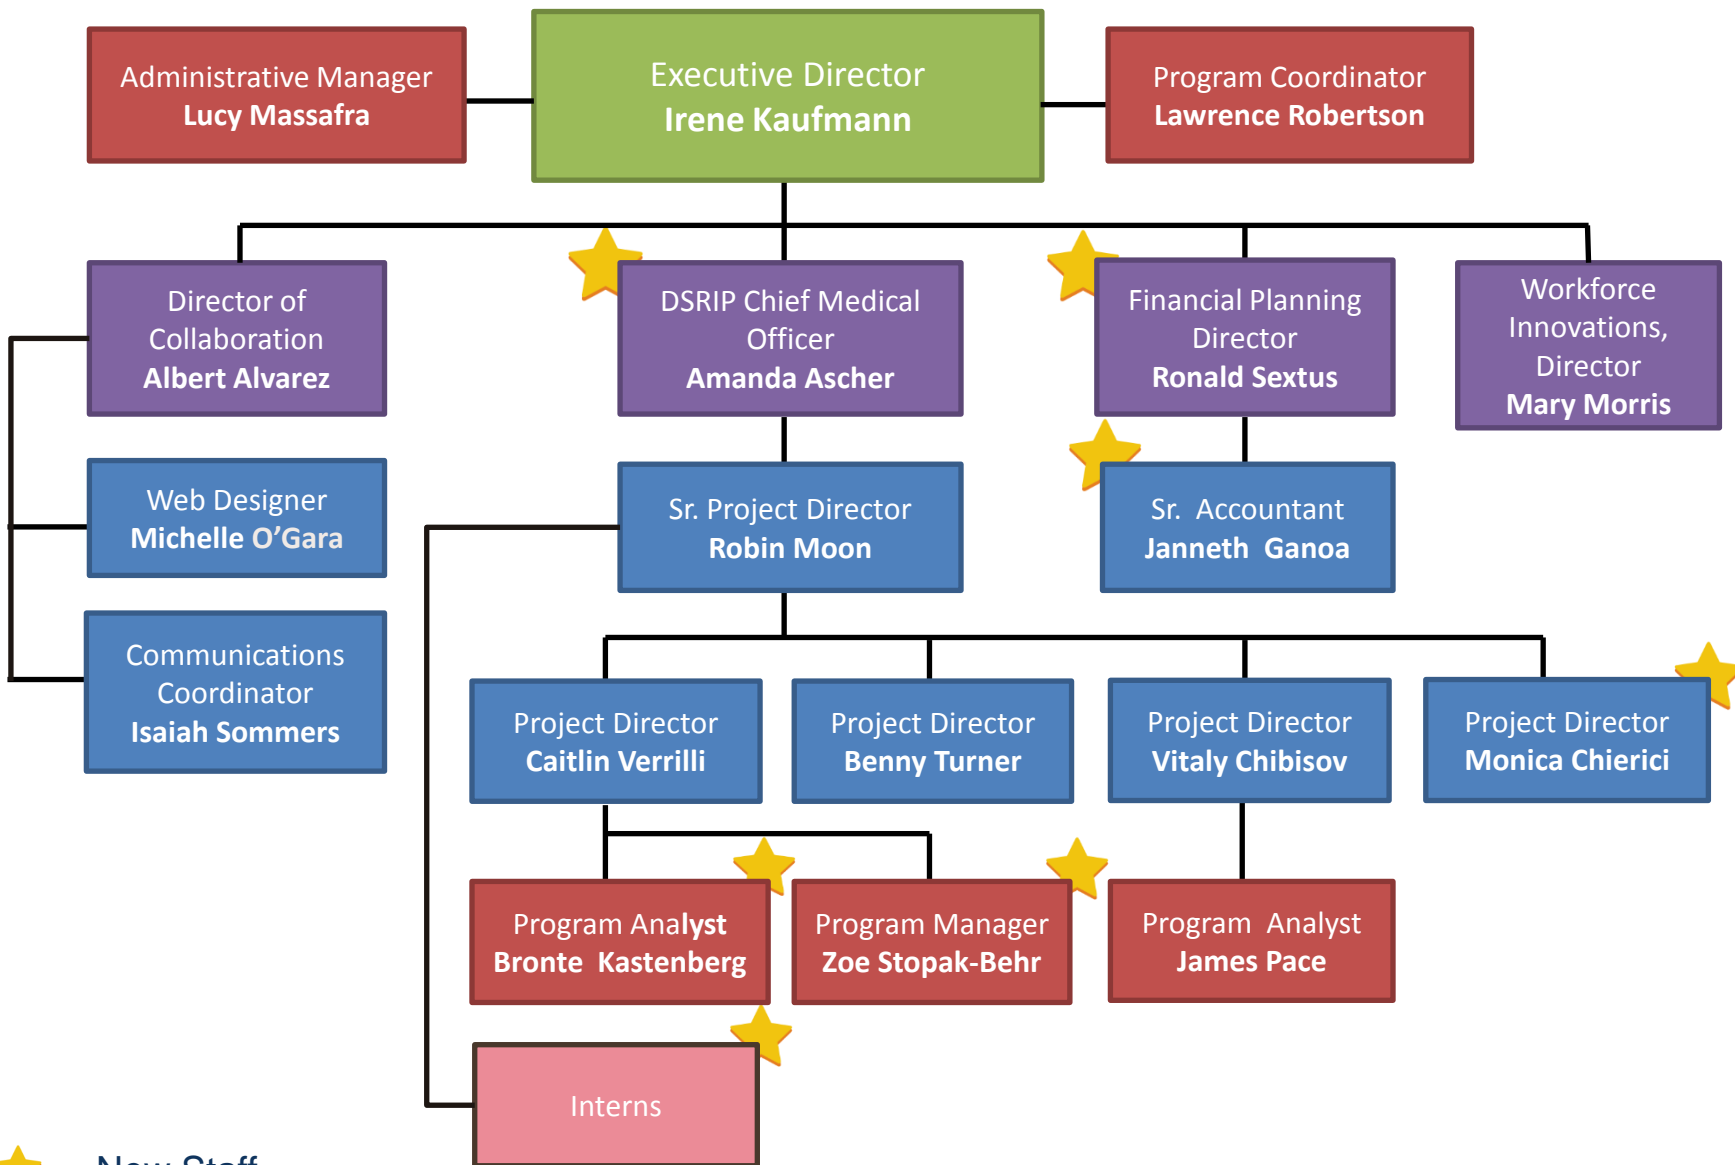 Administrative Manager
Lucy Massafra
Executive Director
Irene Kaufmann
Program Coordinator
Lawrence Robertson
Director of
Collaboration
Albert Alvarez
DSRIP Chief Medical
Officer
Amanda Ascher
Financial Planning
Director
Ronald Sextus
Workforce
Innovations,
Director
Mary Morris
Web Designer
Michelle O’Gara
Sr. Project Director
Robin Moon
Sr. Accountant
Janneth Ganoa
Communications
Coordinator
Isaiah Sommers
Project Director
Caitlin Verrilli
Project Director
Benny Turner
Project Director
Vitaly Chibisov
Project Director
Monica Chierici
Program Analyst
Bronte Kastenberg
Program Manager
Zoe Stopak-Behr
Program Analyst
James Pace
Interns
New Staff